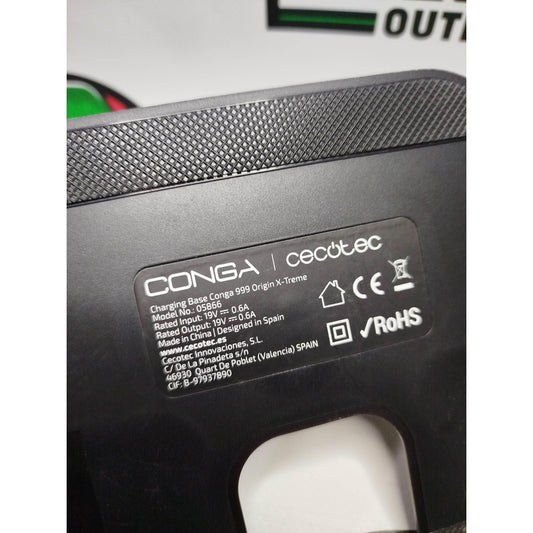 OUT
CONGA | cecotec
Charging Base Conga 999 Origin X-Treme
Model No.: 05866
Rated Input: 19V ⎓ 0.6A
Rated Output: 19V ⎓ 0.6A
Made in China | Designed in Spain
www.cecotec.es
Cecotec Innovaciones, S.L.
C/ De La Pinadeta s/n
46930 Quart De Poblet (Valencia) SPAIN
CIF: B-97937B90
CE
√RoHS